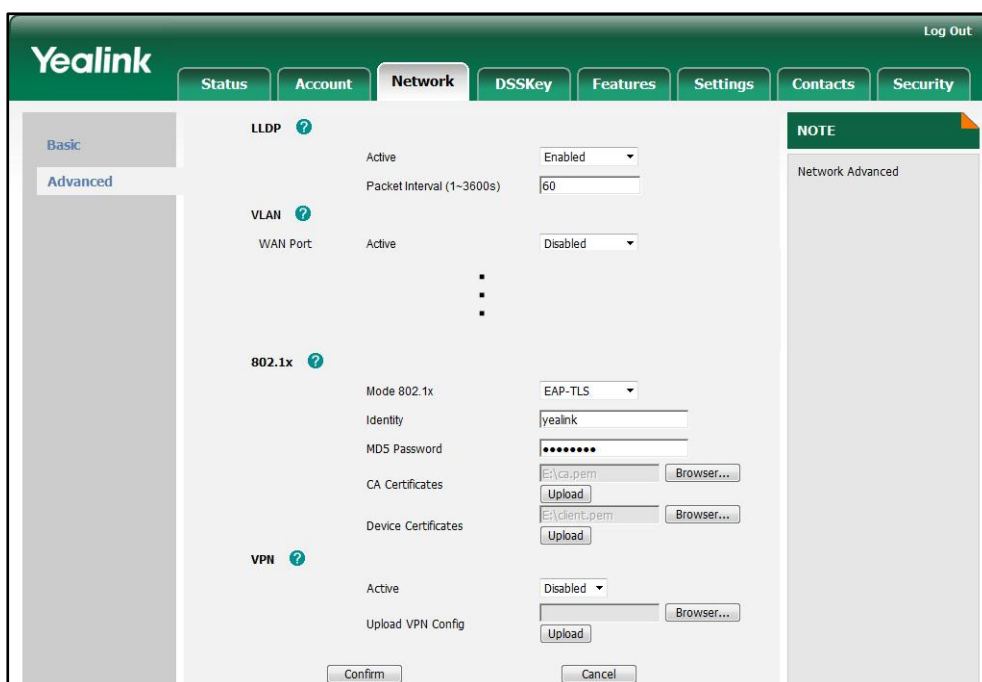 Log Out
Yealink
Status Account Network DSSKey Features Settings Contacts Security
Basic
Advanced
LLDP ?
Active Enabled
Packet Interval (1~3600s) 60
VLAN ?
WAN Port Active Disabled
802.1x ?
Mode 802.1x EAP-TLS
Identity yealink
MD5 Password ••••••••
CA Certificates E:\ca.pem Browser...
Upload
Device Certificates E:\client.pem Browser...
Upload
VPN ?
Active Disabled
Upload VPN Config Browser...
Upload
Confirm Cancel
NOTE
Network Advanced